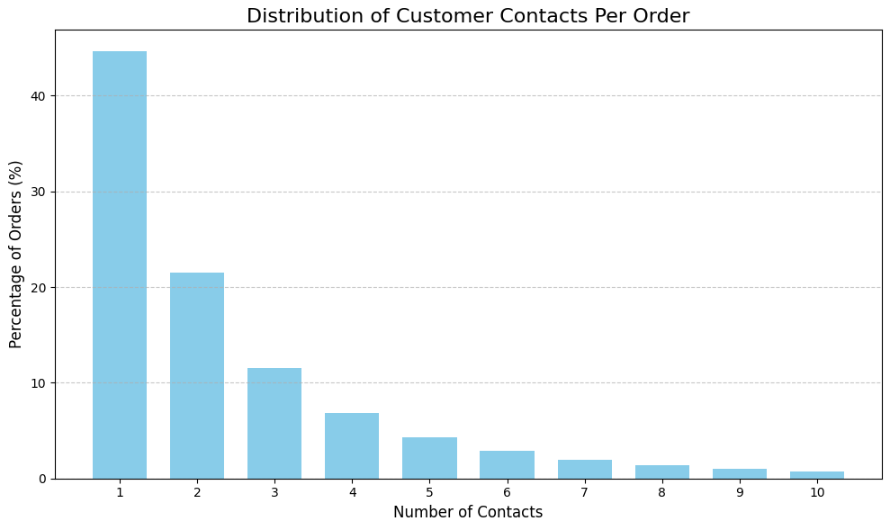 Distribution of Customer Contacts Per Order
Percentage of Orders (%)
40
30
20
10
0
1 2 3 4 5 6 7 8 9 10
Number of Contacts